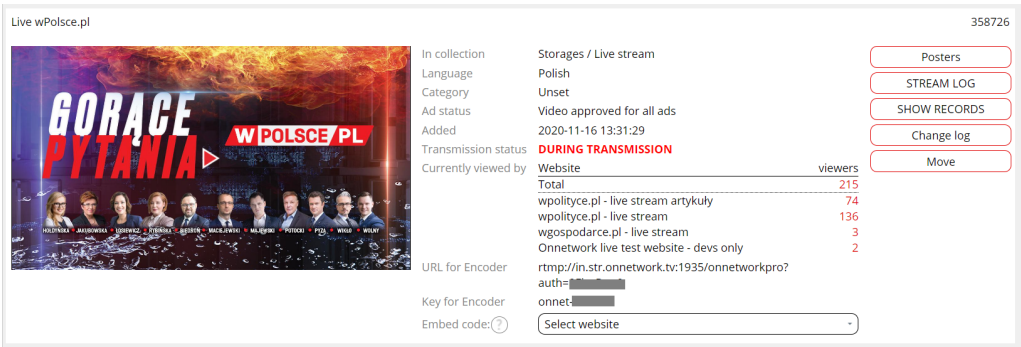 Live wPolsce.pl 358726
GORĄCE
PYTANIA
W POLSCE PL
HOŁDYŃSKA JAKUBOWSKA ŁOSIEWICZ RYBIŃSKA BIEDROŃ MACIEJEWSKI MAJEWSKI POTOCKI PYZA WIKŁO WOLNY
In collection Storages / Live stream
Language Polish
Category Unset
Ad status Video approved for all ads
Added 2020-11-16 13:31:29
Transmission status DURING TRANSMISSION
Currently viewed by Website viewers
Total 215
wpolityce.pl - live stream artykuły 74
wpolityce.pl - live stream 136
wgospodarce.pl - live stream 3
Onnetwork live test website - devs only 2
URL for Encoder rtmp://in.str.onnetwork.tv:1935/onnetworkpro?
auth=
Key for Encoder onnet-
Embed code: ? Select website
Posters
STREAM LOG
SHOW RECORDS
Change log
Move